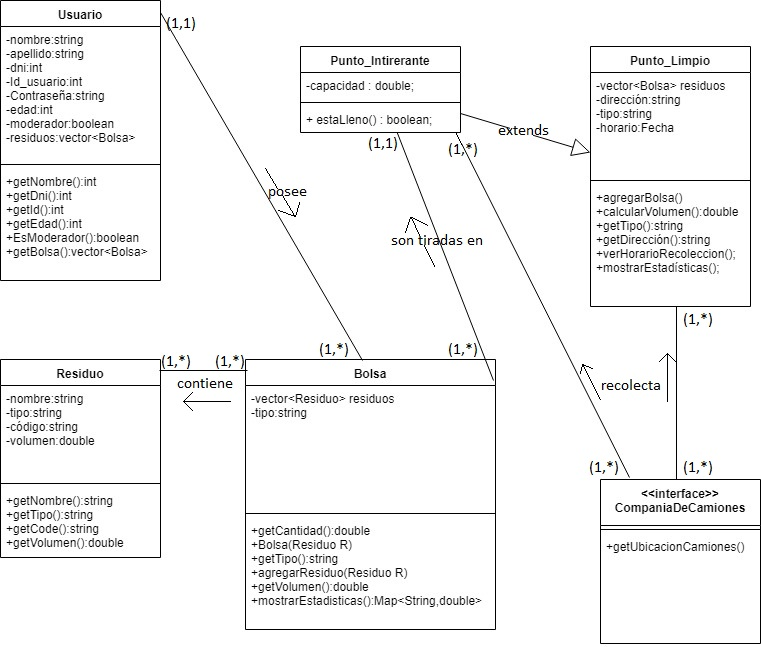 Usuario
-nombre:string
-apellido:string
-dni:int
-Id_usuario:int
-Contraseña:string
-edad:int
-moderador:boolean
-residuos:vector<Bolsa>
+getNombre():int
+getDni():int
+getId():int
+getEdad():int
+EsModerador():boolean
+getBolsa():vector<Bolsa>
(1,1)
posee
(1,*)
Punto_Intirerante
-capacidad : double;
+ estaLleno() : boolean;
(1,1)
(1,*)
extends
son tiradas en
(1,*)
Punto_Limpio
-vector<Bolsa> residuos
-dirección:string
-tipo:string
-horario:Fecha
+agregarBolsa()
+calcularVolumen():double
+getTipo():string
+getDirección():string
+verHorarioRecoleccion();
+mostrarEstadísticas();
(1,*)
recolecta
(1,*)
(1,*)
Residuo
-nombre:string
-tipo:string
-código:string
-volumen:double
+getNombre():string
+getTipo():string
+getCode():string
+getVolumen():double
(1,*)
(1,*)
contiene
Bolsa
-vector<Residuo> residuos
-tipo:string
+getCantidad():double
+Bolsa(Residuo R)
+getTipo():string
+agregarResiduo(Residuo R)
+getVolumen():double
+mostrarEstadisticas():Map<String,double>
<<interface>>
CompaniaDeCamiones
+getUbicacionCamiones()